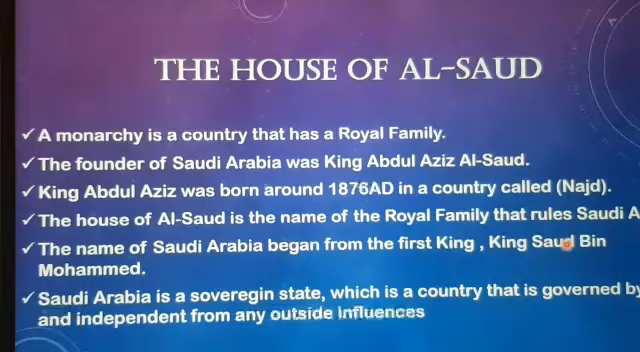 THE HOUSE OF AL-SAUD
✓ A monarchy is a country that has a Royal Family.
✓ The founder of Saudi Arabia was King Abdul Aziz Al-Saud.
✓ King Abdul Aziz was born around 1876AD in a country called (Najd).
✓ The house of Al-Saud is the name of the Royal Family that rules Saudi A
✓ The name of Saudi Arabia began from the first King , King Saud Bin
Mohammed.
✓ Saudi Arabia is a soveregin state, which is a country that is governed by
and independent from any outside Influences